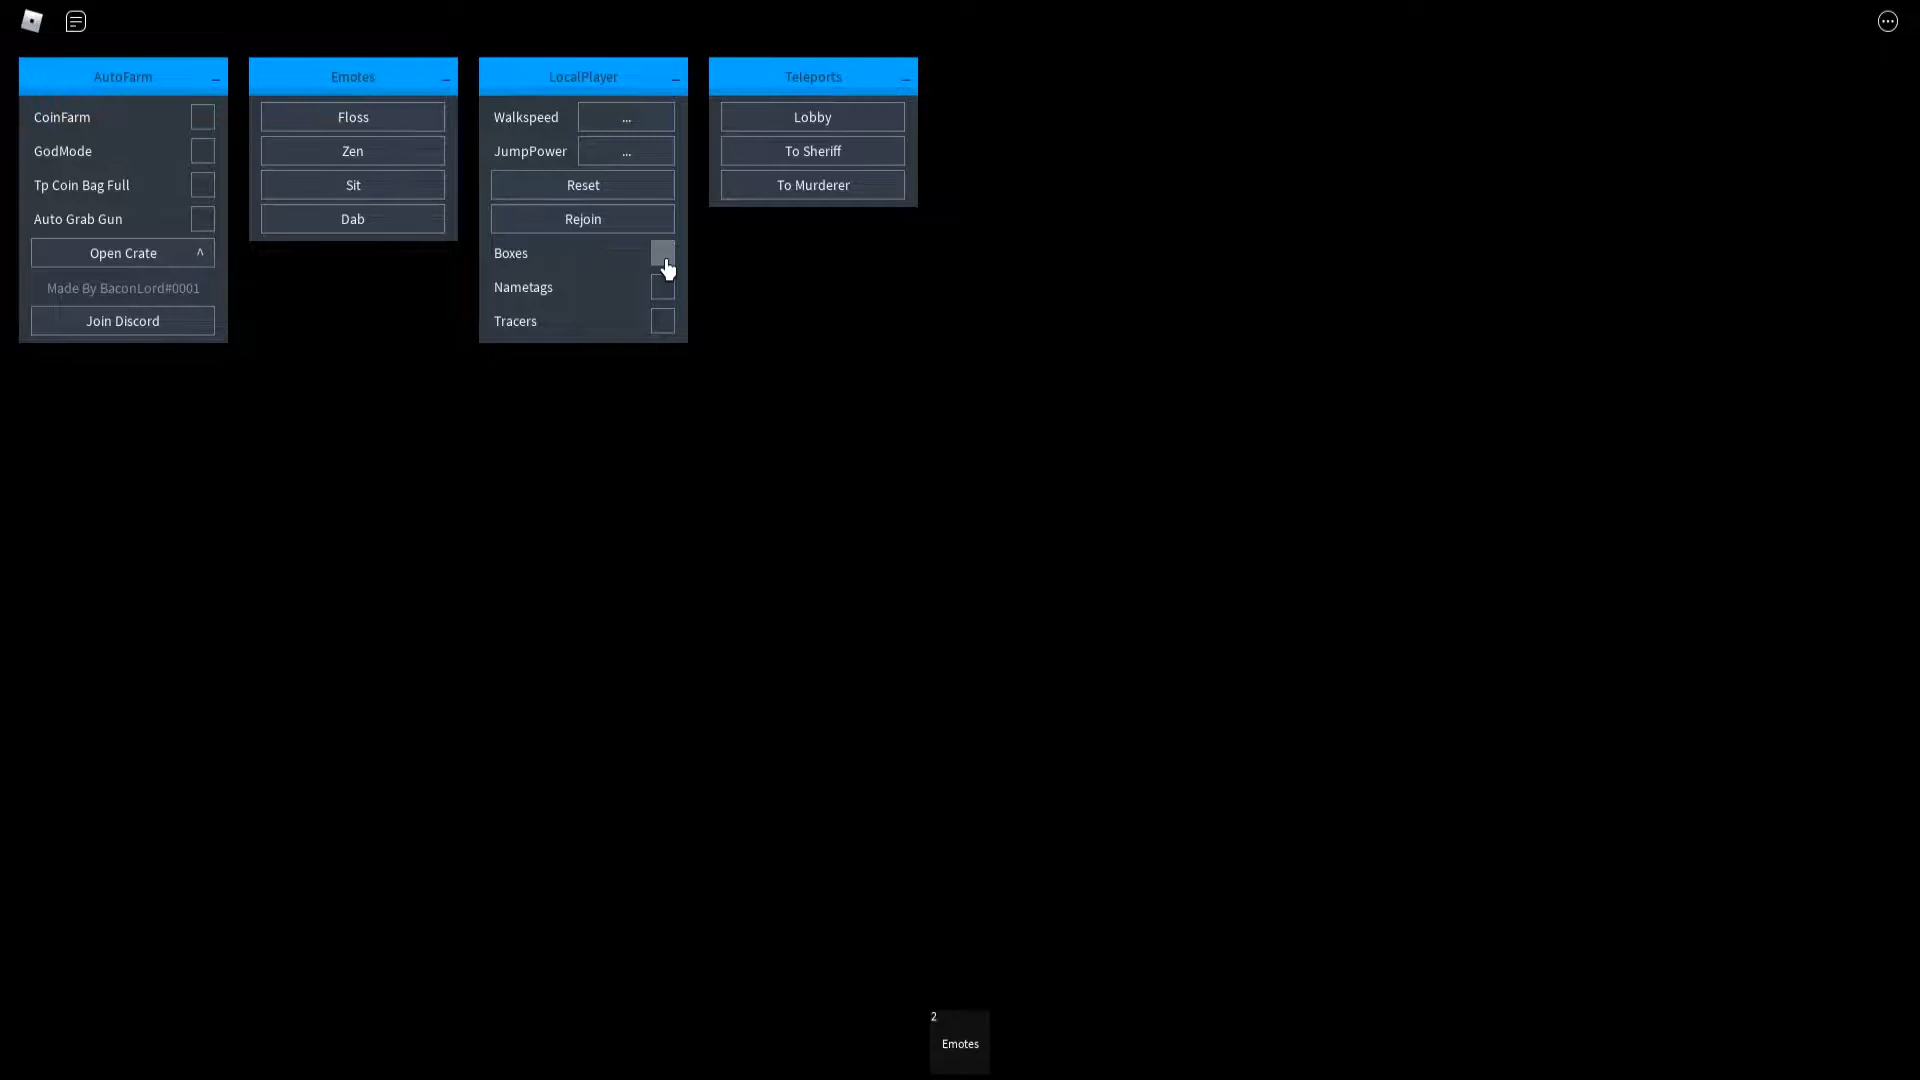 AutoFarm _
CoinFarm
GodMode
Tp Coin Bag Full
Auto Grab Gun
Open Crate ^
Made By BaconLord#0001
Join Discord
Emotes _
Floss
Zen
Sit
Dab
LocalPlayer _
Walkspeed ...
JumpPower ...
Reset
Rejoin
Boxes
Nametags
Tracers
Teleports _
Lobby
To Sheriff
To Murderer
2
Emotes